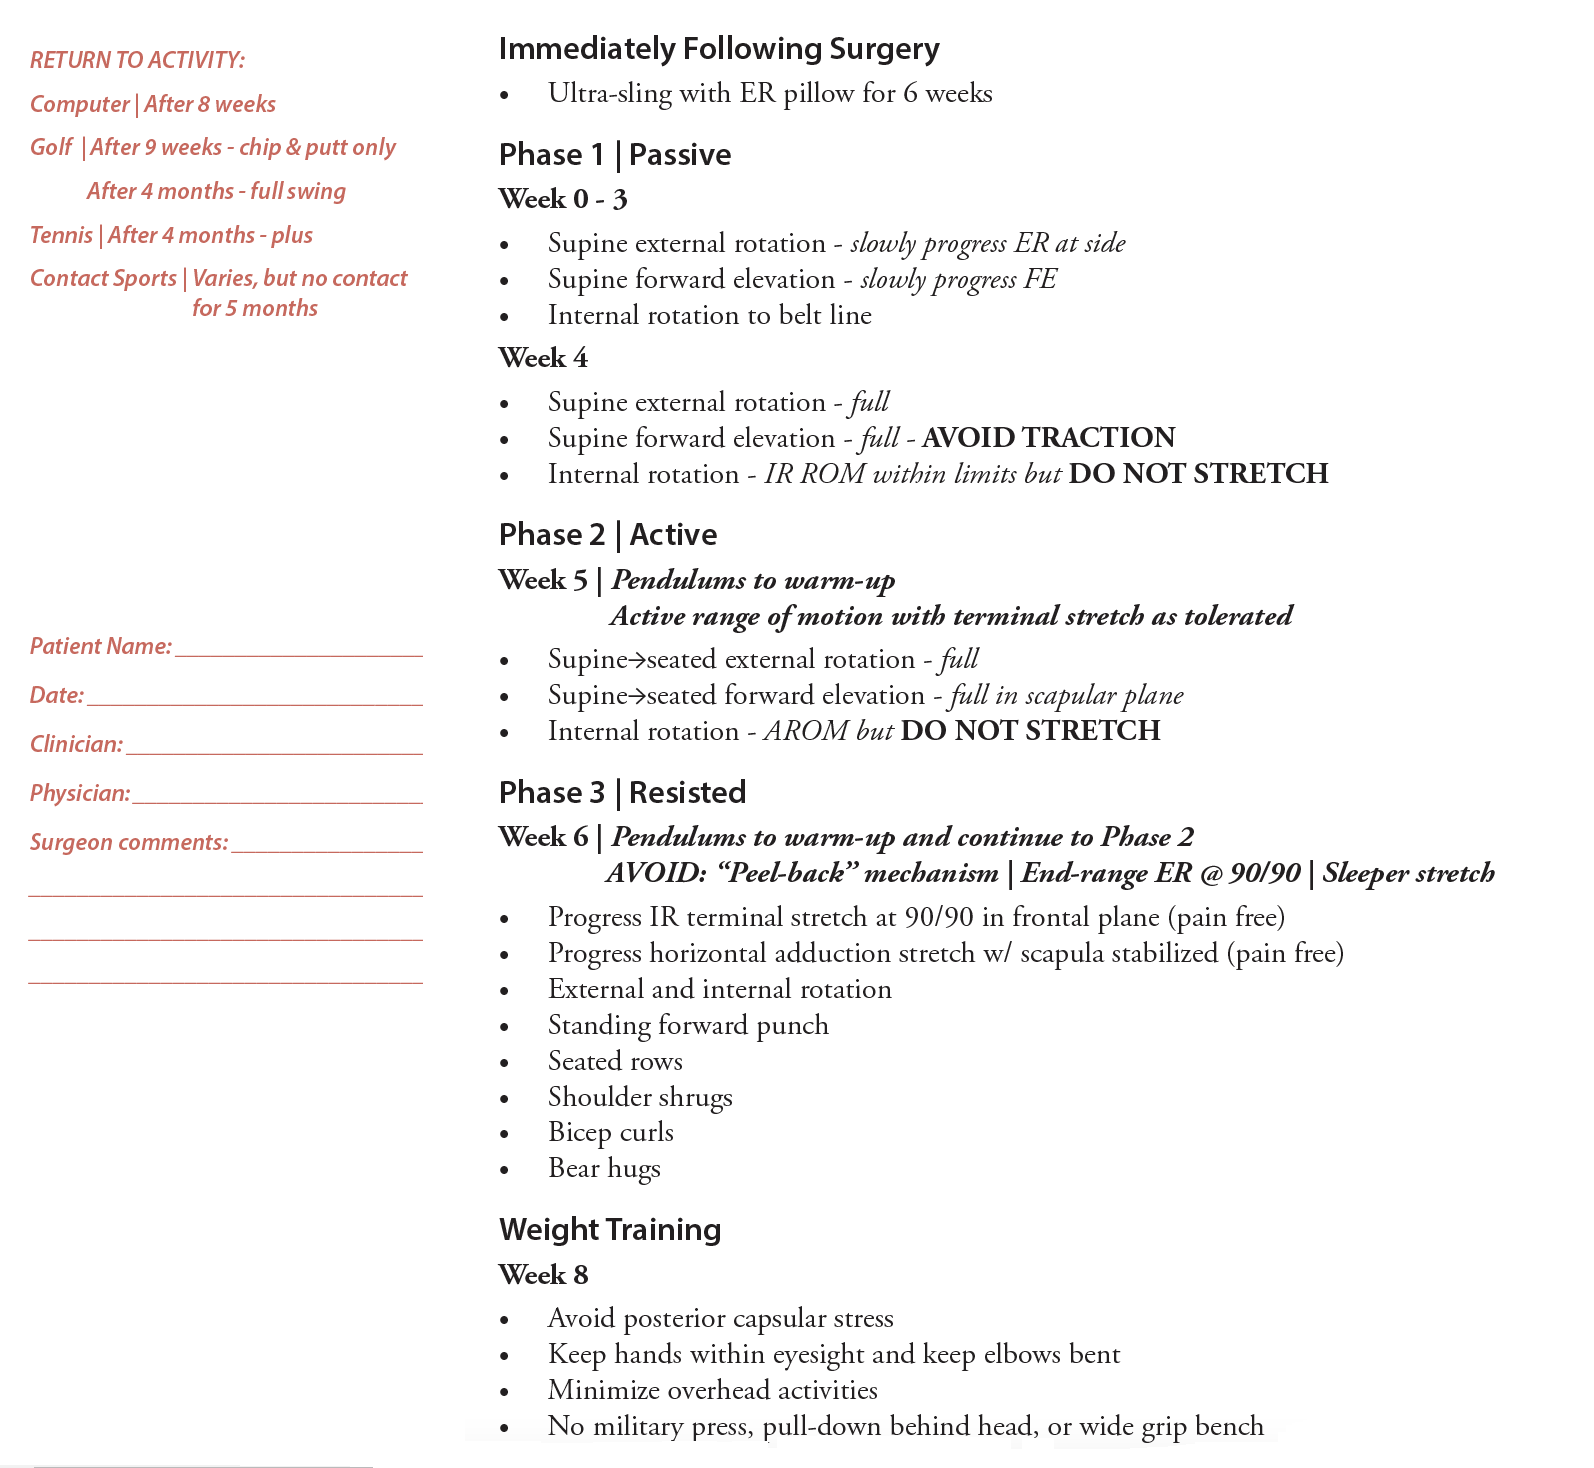 RETURN TO ACTIVITY:
Computer | After 8 weeks
Golf | After 9 weeks - chip & putt only
After 4 months - full swing
Tennis | After 4 months - plus
Contact Sports | Varies, but no contact
for 5 months
Patient Name:
Date:
Clinician:
Physician:
Surgeon comments:
Immediately Following Surgery
• Ultra-sling with ER pillow for 6 weeks
Phase 1 | Passive
Week 0 - 3
• Supine external rotation - slowly progress ER at side
• Supine forward elevation - slowly progress FE
• Internal rotation to belt line
Week 4
• Supine external rotation - full
• Supine forward elevation - full - AVOID TRACTION
• Internal rotation - IR ROM within limits but DO NOT STRETCH
Phase 2 | Active
Week 5 | Pendulums to warm-up
Active range of motion with terminal stretch as tolerated
• Supine→seated external rotation - full
• Supine→seated forward elevation - full in scapular plane
• Internal rotation - AROM but DO NOT STRETCH
Phase 3 | Resisted
Week 6 | Pendulums to warm-up and continue to Phase 2
AVOID: “Peel-back” mechanism | End-range ER @ 90/90 | Sleeper stretch
• Progress IR terminal stretch at 90/90 in frontal plane (pain free)
• Progress horizontal adduction stretch w/ scapula stabilized (pain free)
• External and internal rotation
• Standing forward punch
• Seated rows
• Shoulder shrugs
• Bicep curls
• Bear hugs
Weight Training
Week 8
• Avoid posterior capsular stress
• Keep hands within eyesight and keep elbows bent
• Minimize overhead activities
• No military press, pull-down behind head, or wide grip bench